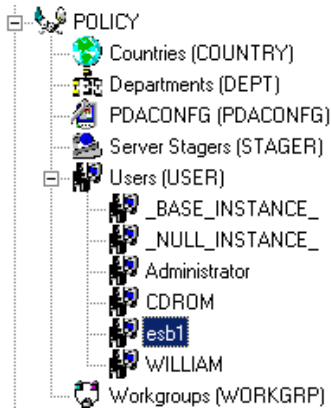 POLICY
Countries (COUNTRY)
Departments (DEPT)
PDACONFG (PDACONFG)
Server Stagers (STAGER)
Users (USER)
_BASE_INSTANCE_
_NULL_INSTANCE_
Administrator
CDROM
esb1
WILLIAM
Workgroups (WORKGRP)